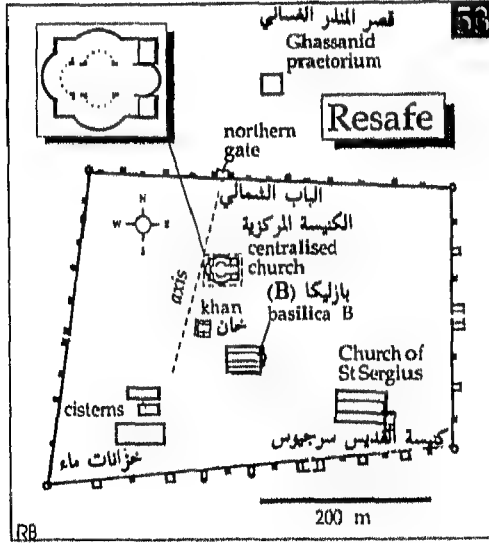 53
قصر المنذر الغساني
Ghassanid
praetorium
Resafe
northern
gate
الباب الشمالي
الكنيسة المركزية
centralised
church
N
W
E
S
axis
khan
خان
بازليكا (B)
basilica B
Church of
St Sergius
كنيسة القديس سرجيوس
cisterns
خزانات ماء
200 m
RB